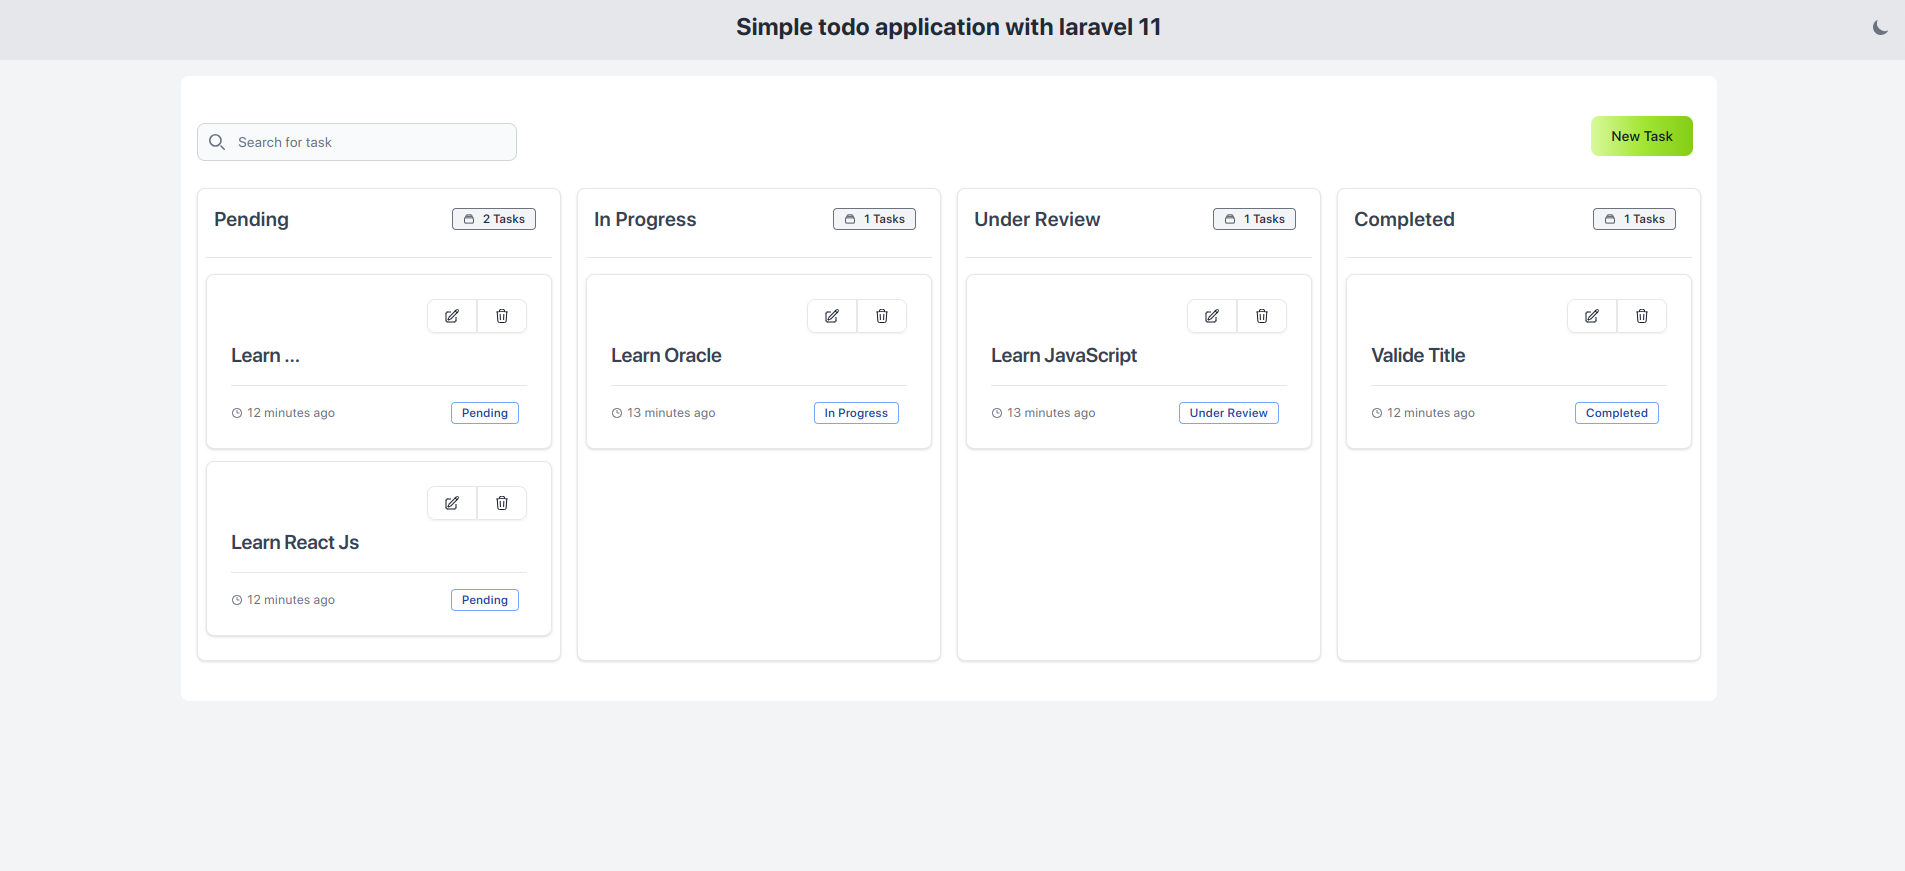 Simple todo application with laravel 11
Search for task
New Task
Pending
2 Tasks
Learn ...
12 minutes ago
Pending
Learn React Js
12 minutes ago
Pending
In Progress
1 Tasks
Learn Oracle
13 minutes ago
In Progress
Under Review
1 Tasks
Learn JavaScript
13 minutes ago
Under Review
Completed
1 Tasks
Valide Title
12 minutes ago
Completed